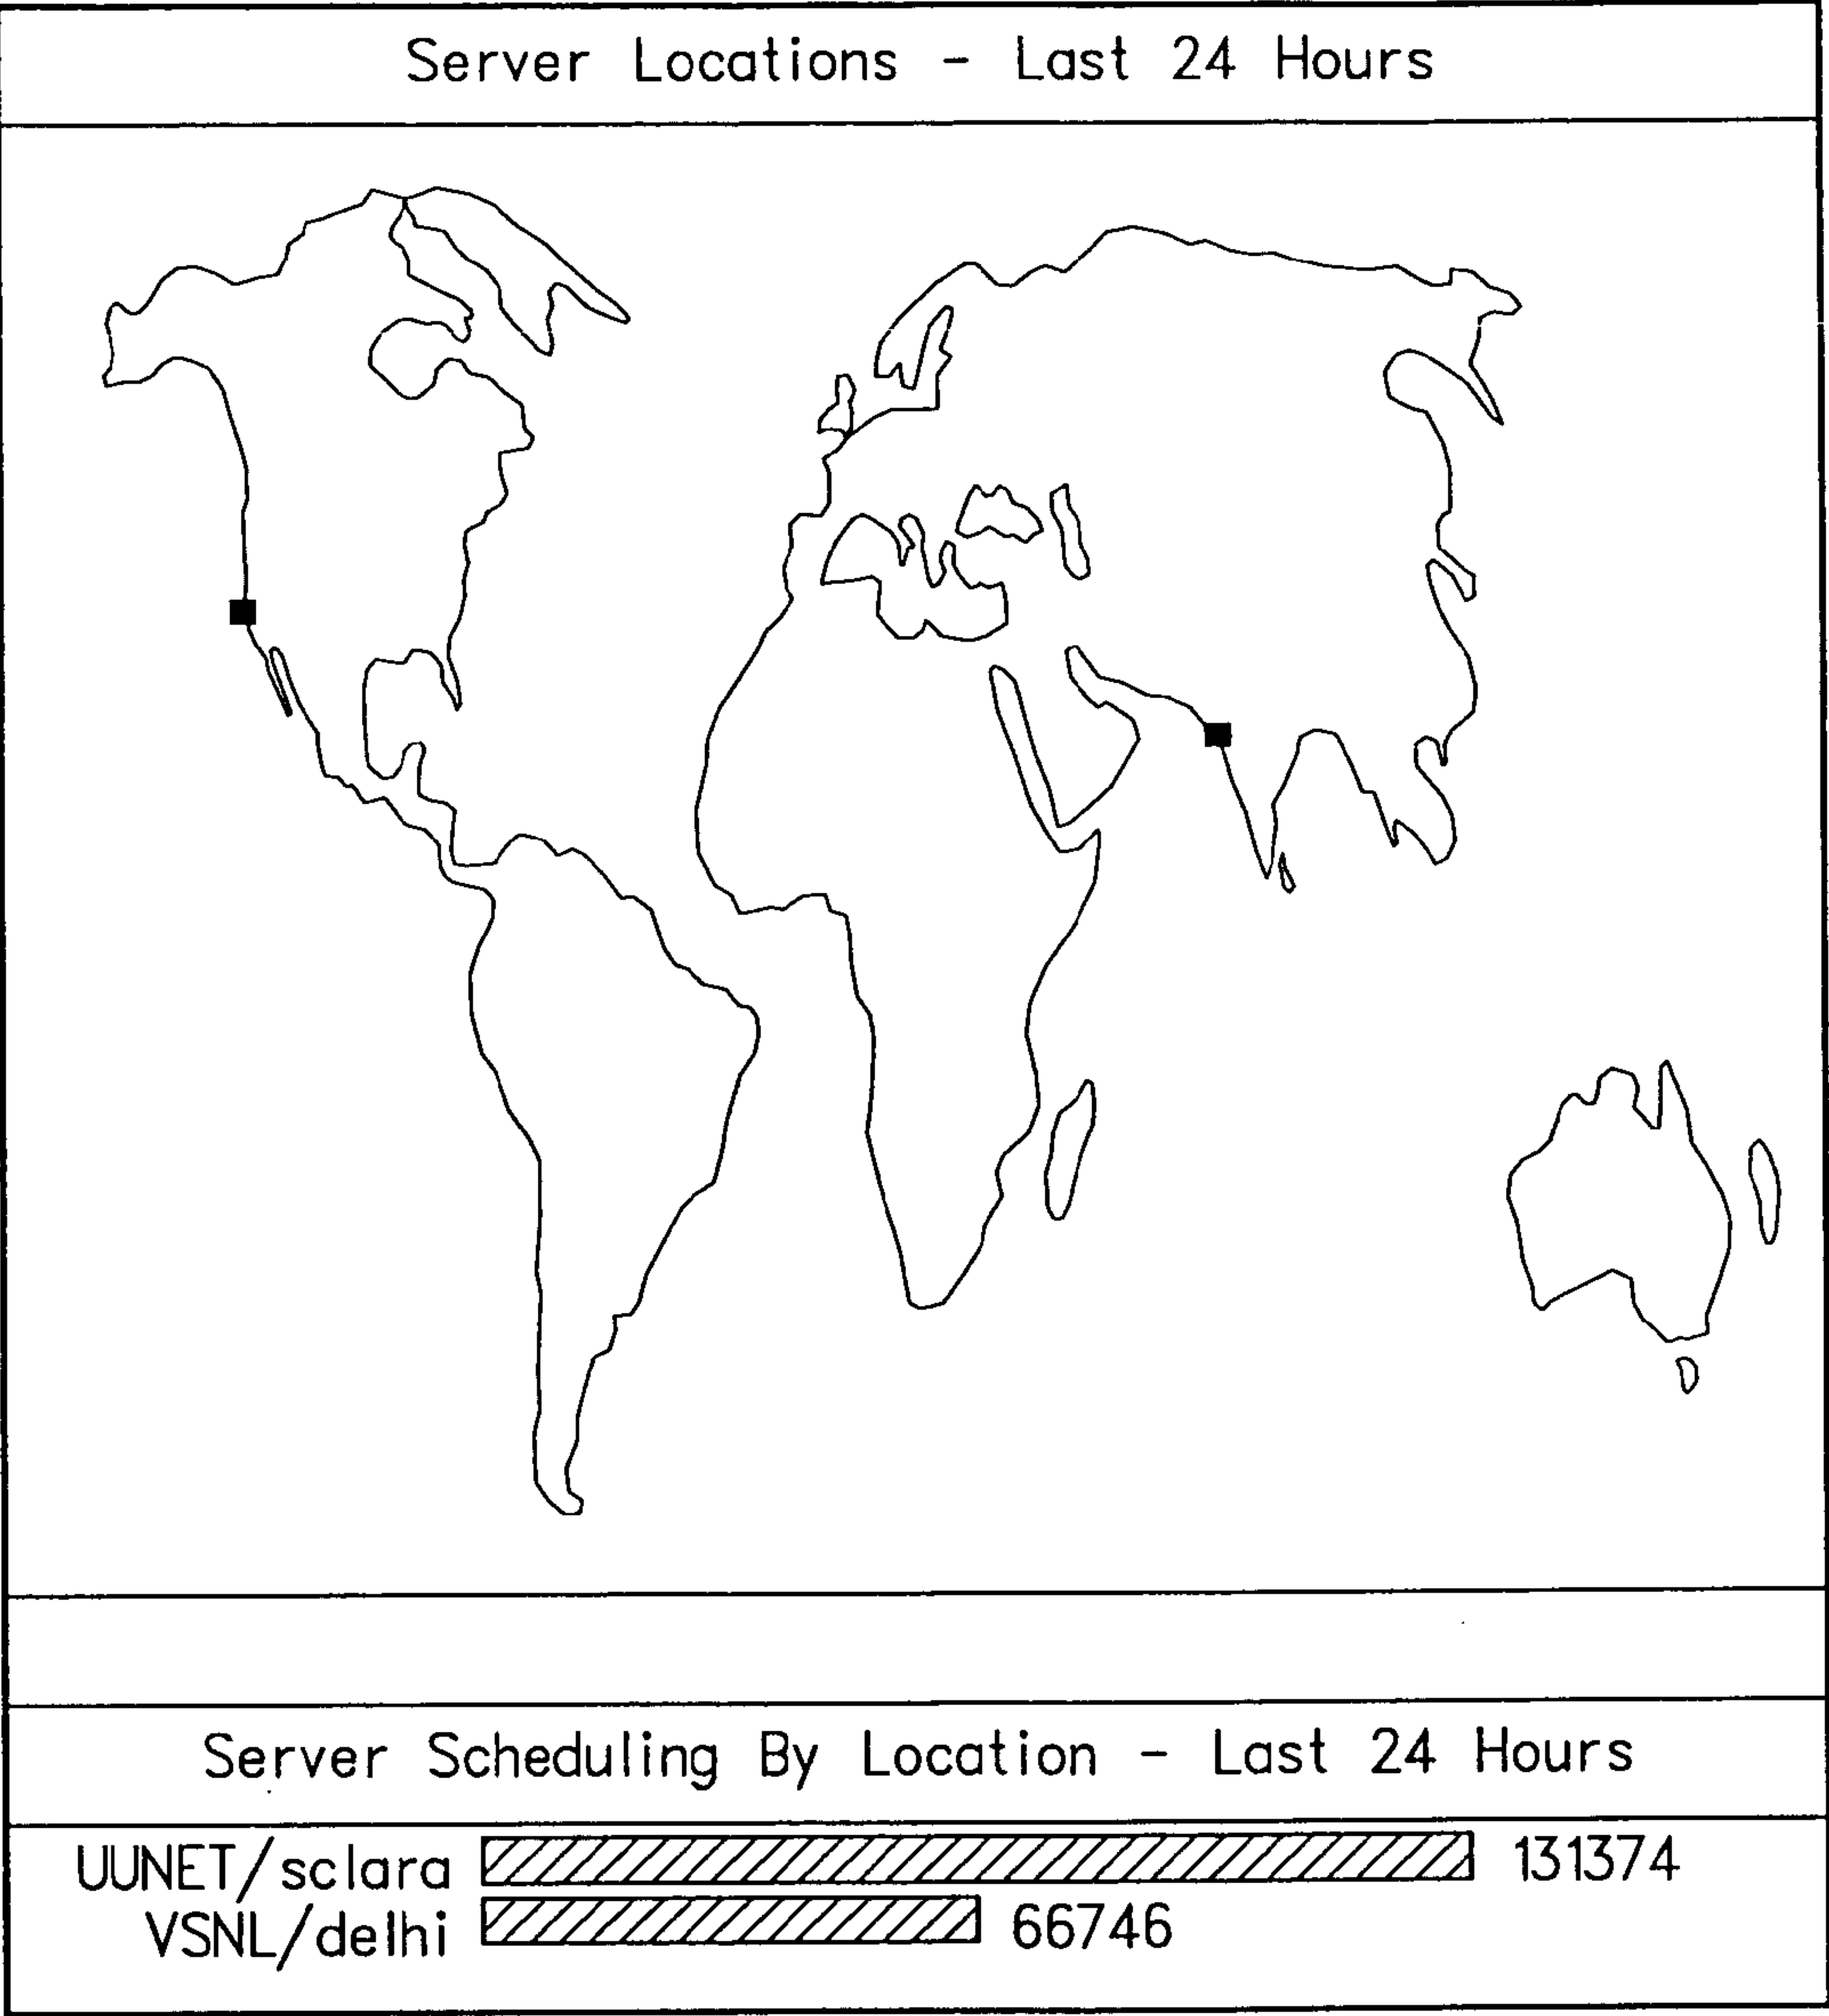 Server Locations - Last 24 Hours
Server Scheduling By Location - Last 24 Hours
UUNET/sclara 131374
VSNL/delhi 66746